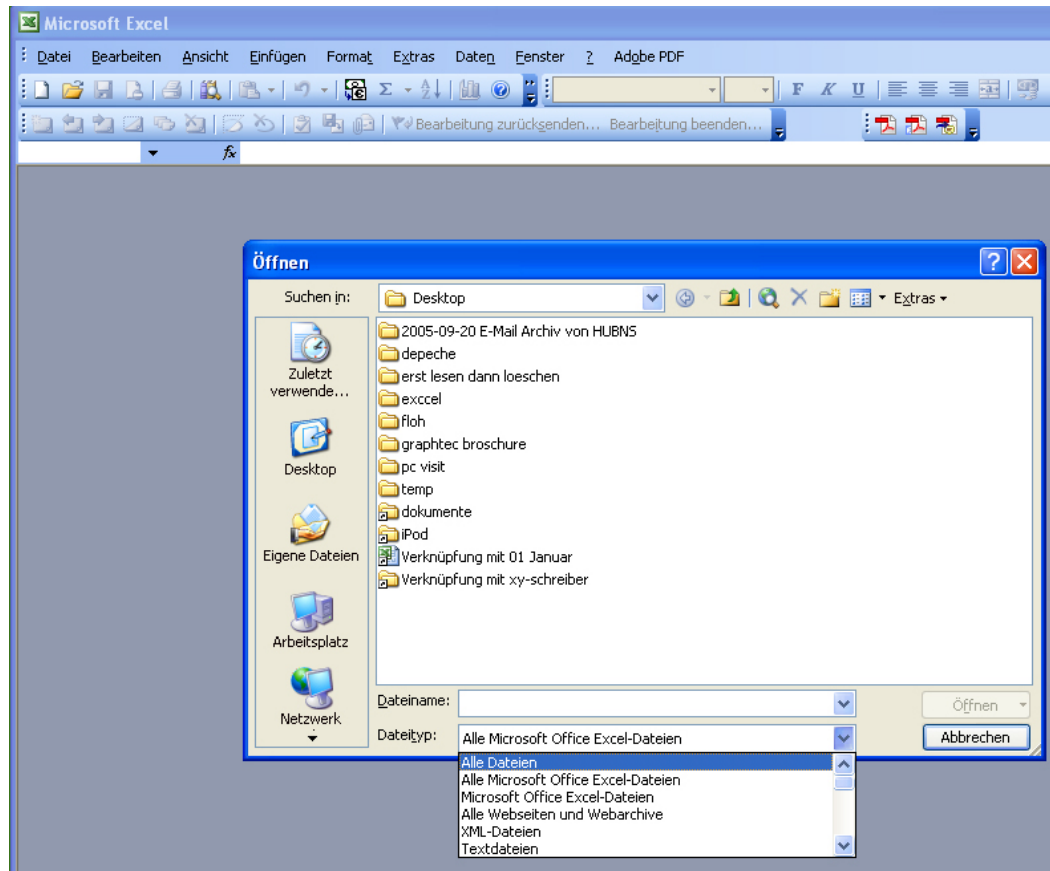 Microsoft Excel
Datei Bearbeiten Ansicht Einfügen Format Extras Daten Fenster ? Adobe PDF
F K U
Bearbeitung zurücksenden... Bearbeitung beenden...
fx
Öffnen
Suchen in: Desktop Extras
2005-09-20 E-Mail Archiv von HUBNS
depeche
erst lesen dann loeschen
exccel
floh
graphtec broschure
pc visit
temp
dokumente
iPod
Verknüpfung mit 01 Januar
Verknüpfung mit xy-schreiber
Zuletzt
verwende...
Desktop
Eigene Dateien
Arbeitsplatz
Netzwerk
Dateiname: Öffnen
Dateityp: Alle Microsoft Office Excel-Dateien Abbrechen
Alle Dateien
Alle Microsoft Office Excel-Dateien
Microsoft Office Excel-Dateien
Alle Webseiten und Webarchive
XML-Dateien
Textdateien